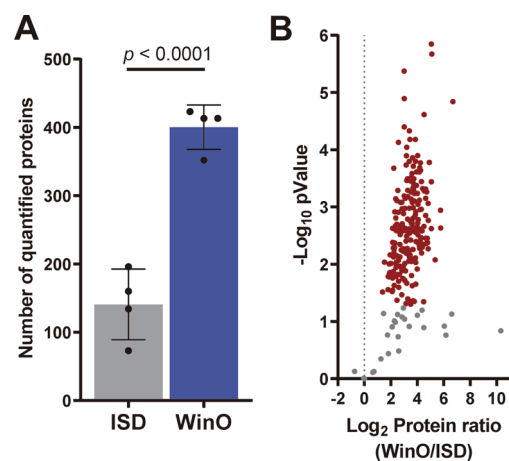 A
p < 0.0001
Number of quantified proteins
500
400
300
200
100
0
ISD WinO
B
-Log10 pValue
6
5
4
3
2
1
0
-2 0 2 4 6 8 10
Log2 Protein ratio
(WinO/ISD)